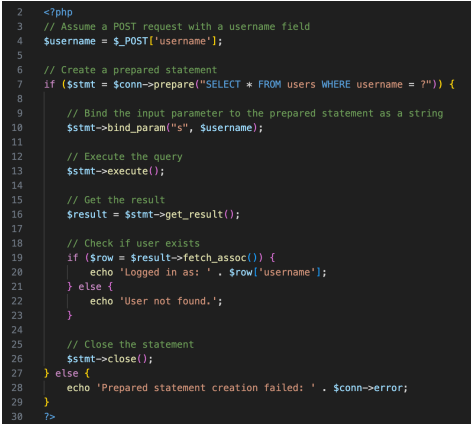 2 <?php
3 // Assume a POST request with a username field
4 $username = $_POST['username'];
5
6 // Create a prepared statement
7 if ($stmt = $conn->prepare("SELECT * FROM users WHERE username = ?")) {
8
9 // Bind the input parameter to the prepared statement as a string
10 $stmt->bind_param("s", $username);
11
12 // Execute the query
13 $stmt->execute();
14
15 // Get the result
16 $result = $stmt->get_result();
17
18 // Check if user exists
19 if ($row = $result->fetch_assoc()) {
20 echo 'Logged in as: ' . $row['username'];
21 } else {
22 echo 'User not found.';
23 }
24
25 // Close the statement
26 $stmt->close();
27 } else {
28 echo 'Prepared statement creation failed: ' . $conn->error;
29 }
30 ?>